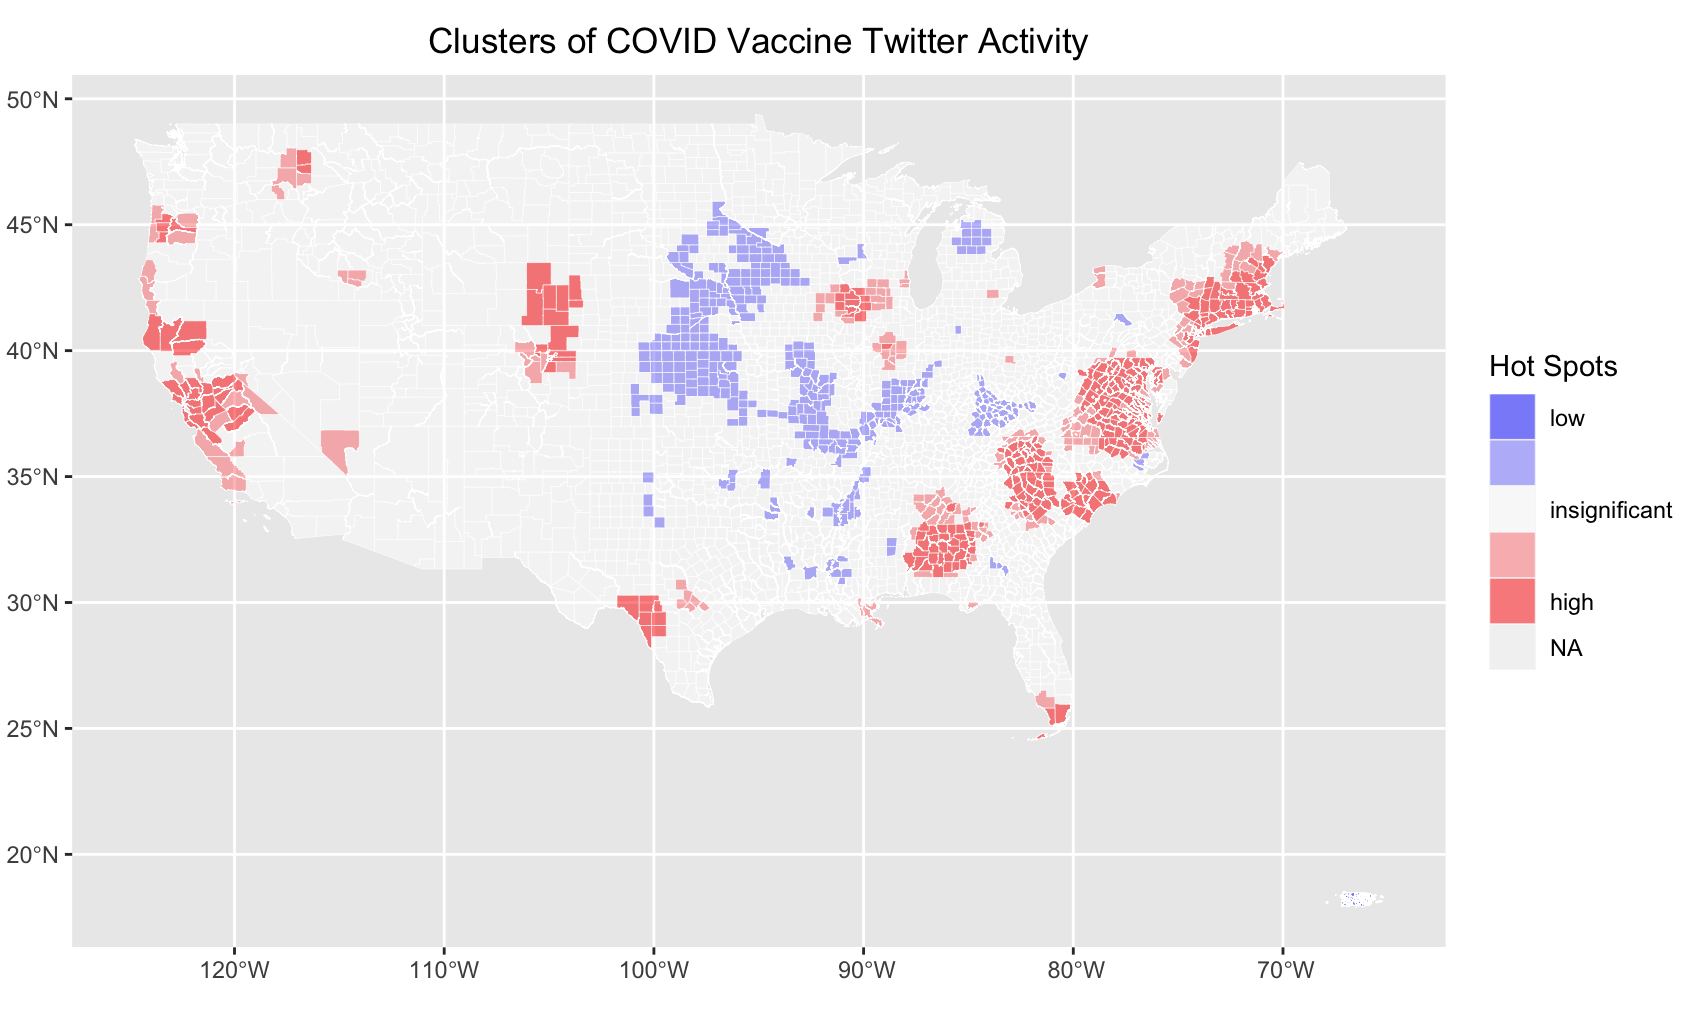 Clusters of COVID Vaccine Twitter Activity
50°N
45°N
40°N
35°N
30°N
25°N
20°N
120°W
110°W
100°W
90°W
80°W
70°W
Hot Spots
low
insignificant
high
NA